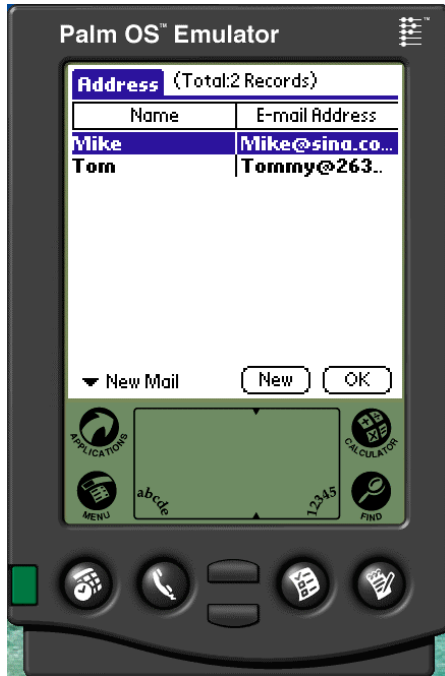 Palm OS™ Emulator
Address (Total:2 Records)
Name E-mail Address
Mike Mike@sina.co...
Tom Tommy@263..
New Mail New OK
APPLICATIONS CALCULATOR
abcde 12345
MENU FIND